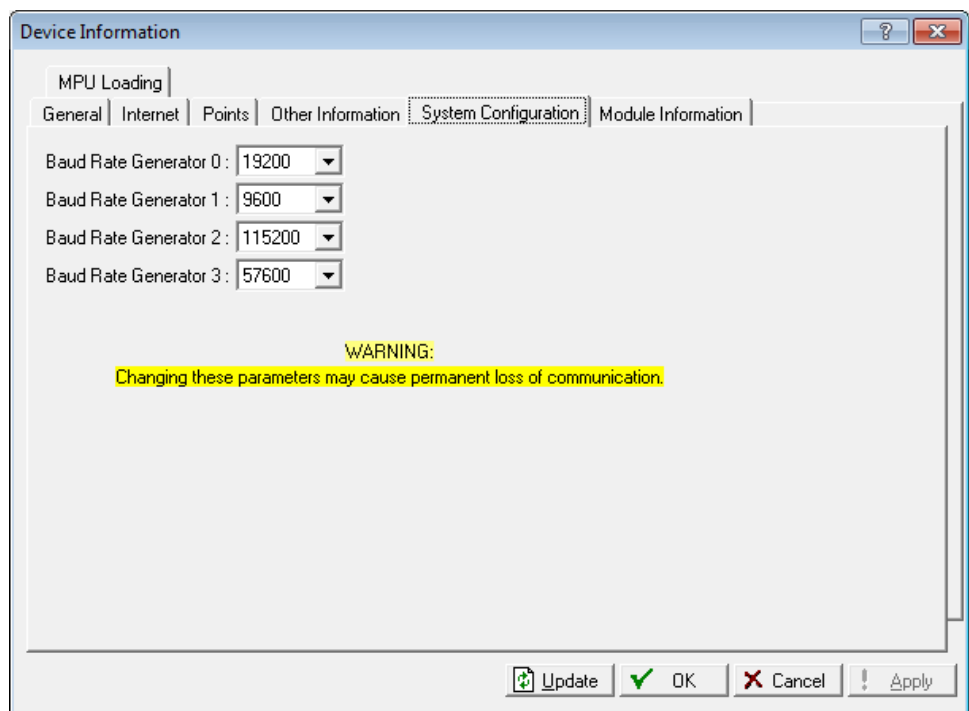 Device Information
MPU Loading
General Internet Points Other Information System Configuration Module Information
Baud Rate Generator 0 : 19200
Baud Rate Generator 1 : 9600
Baud Rate Generator 2 : 115200
Baud Rate Generator 3 : 57600
WARNING:
Changing these parameters may cause permanent loss of communication.
Update OK Cancel ! Apply